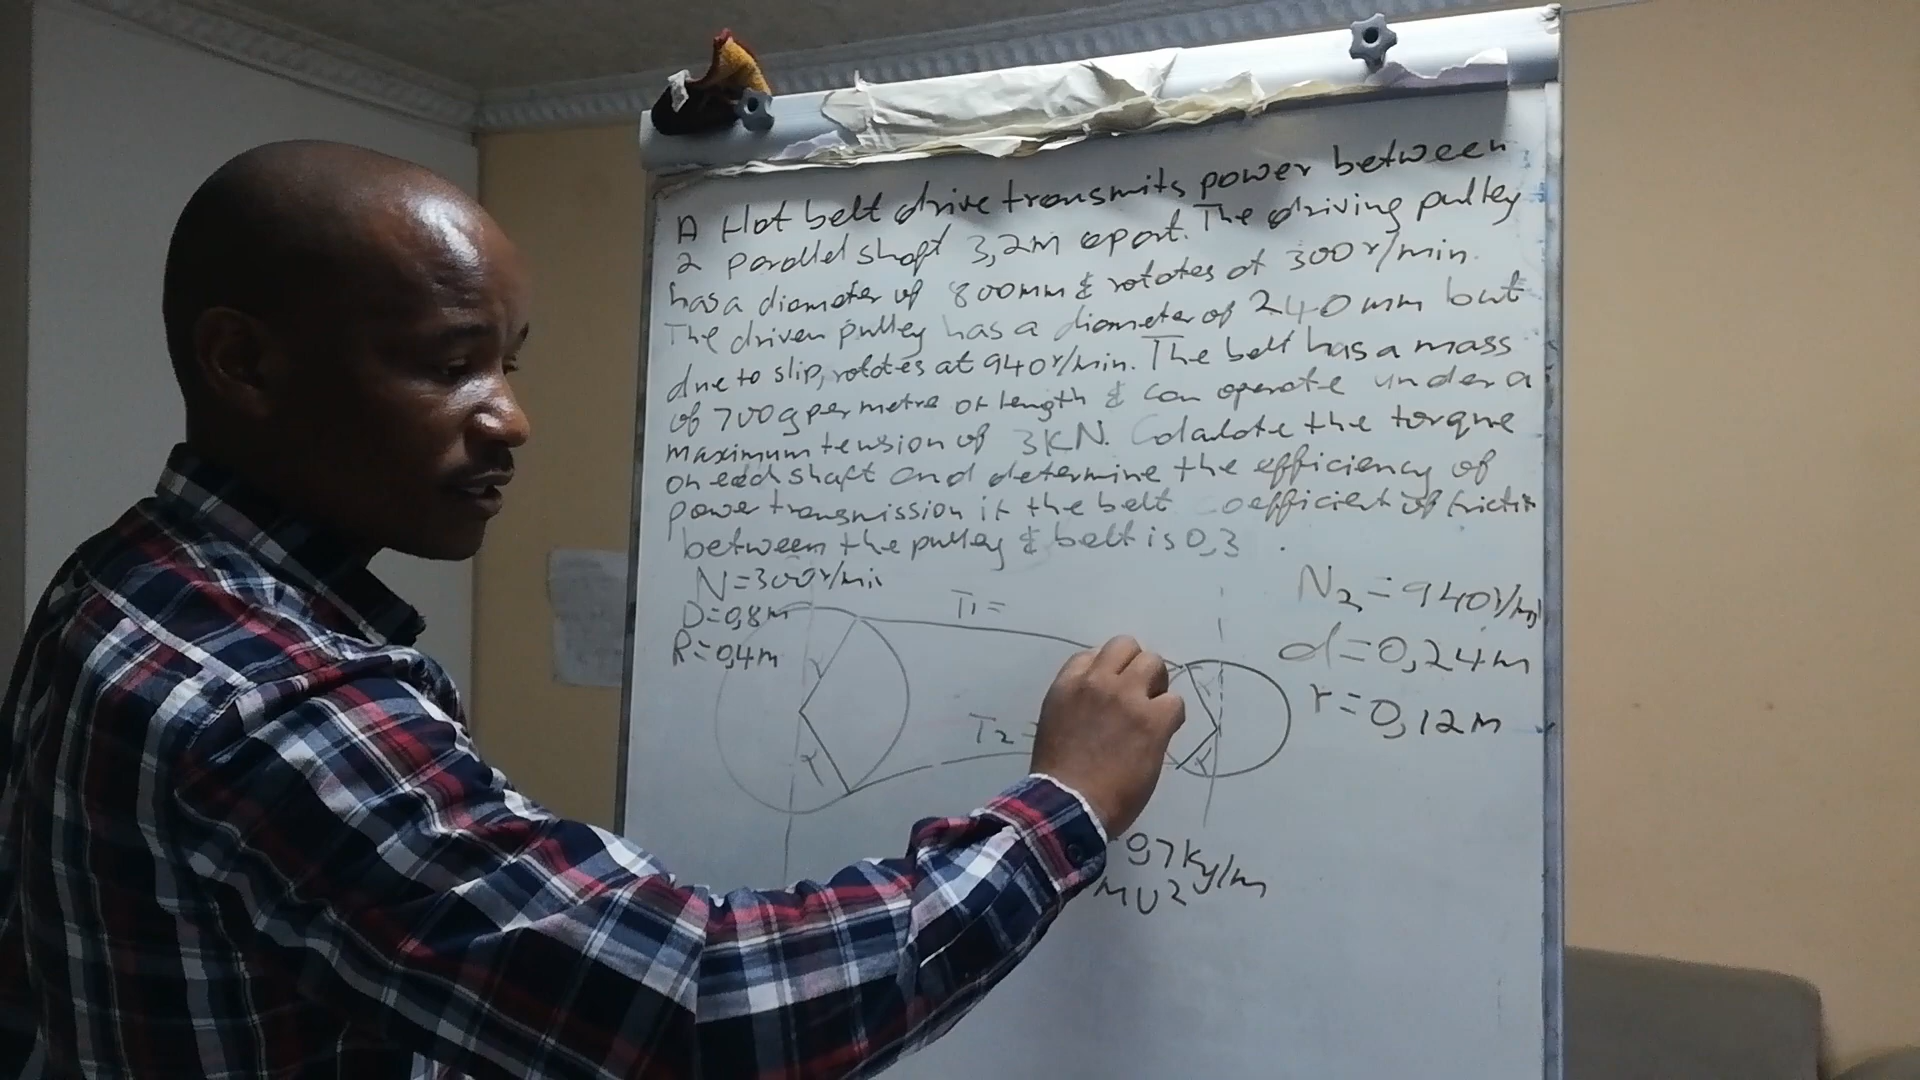 A flat belt drive transmits power between
2 parallel shaft 3,2m apart. The driving pulley
has a diameter of 800mm & rotates at 300 r/min.
The driven pulley has a diameter of 240mm but
due to slip, rotates at 940r/min. The belt has a mass
of 700g per metre of length & can operate under a
maximum tension of 3KN. Calculate the torque
on each shaft and determine the efficiency of
power transmission if the belt coefficient of frictin
between the pulley & belt is 0,3.
N=300r/min
D=0,8m
R=0,4m
T1=
T2=
r
r
r
r
N2=940r/min
d=0,24m
r=0,12m
0,7Kg/m
mv2